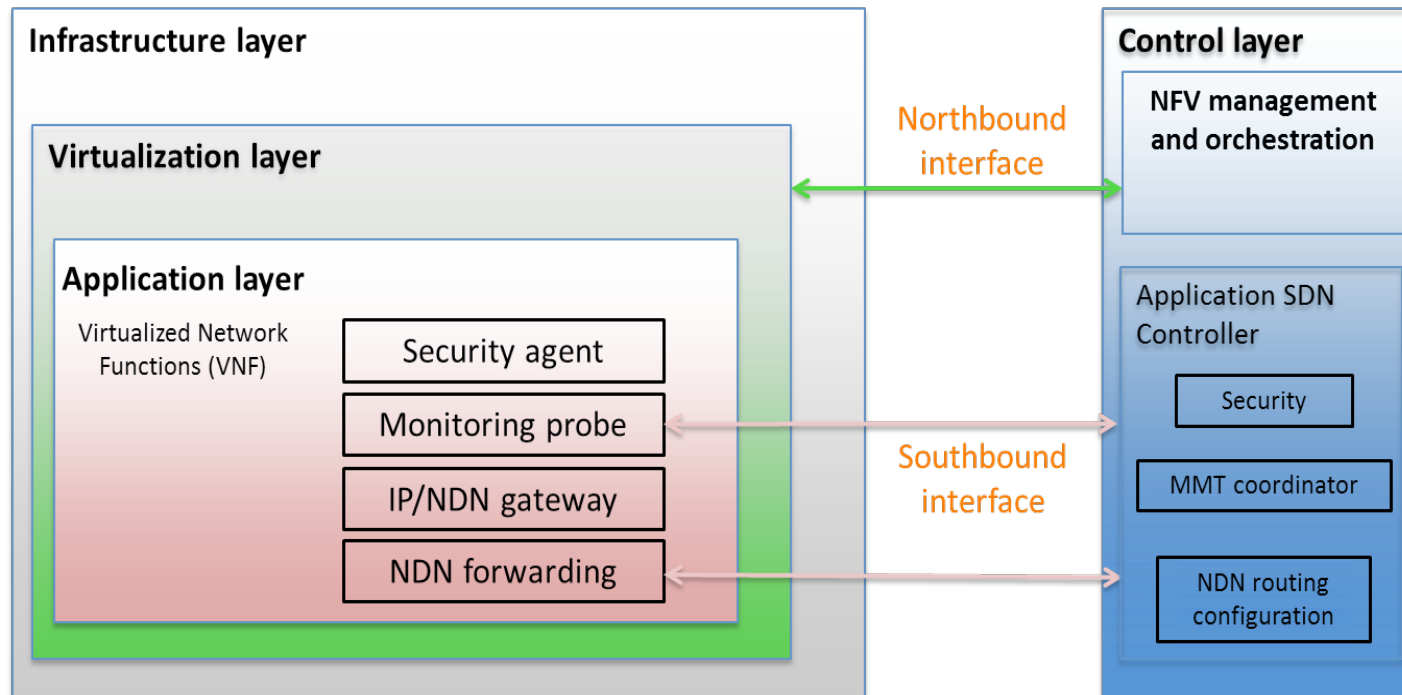 Infrastructure layer
Virtualization layer
Application layer
Virtualized Network
Functions (VNF)
Security agent
Monitoring probe
IP/NDN gateway
NDN forwarding
Northbound
interface
Southbound
interface
Control layer
NFV management
and orchestration
Application SDN
Controller
Security
MMT coordinator
NDN routing
configuration